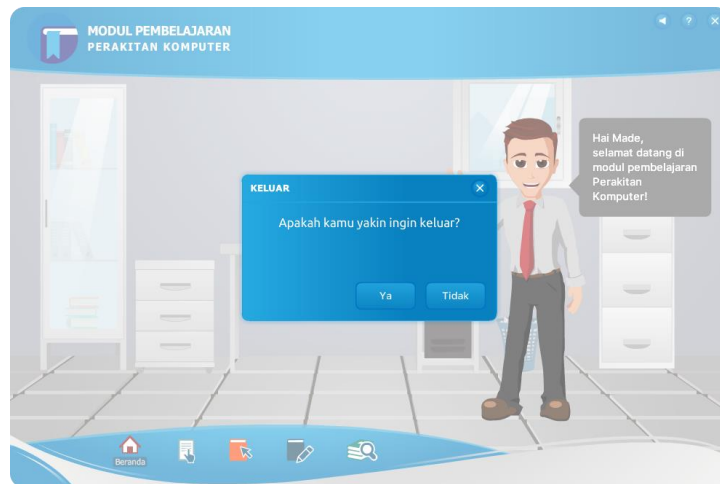 MODUL PEMBELAJARAN
PERAKITAN KOMPUTER
?
Hai Made,
selamat datang di
modul pembelajaran
Perakitan
Komputer!
KELUAR
Apakah kamu yakin ingin keluar?
Ya
Tidak
Beranda